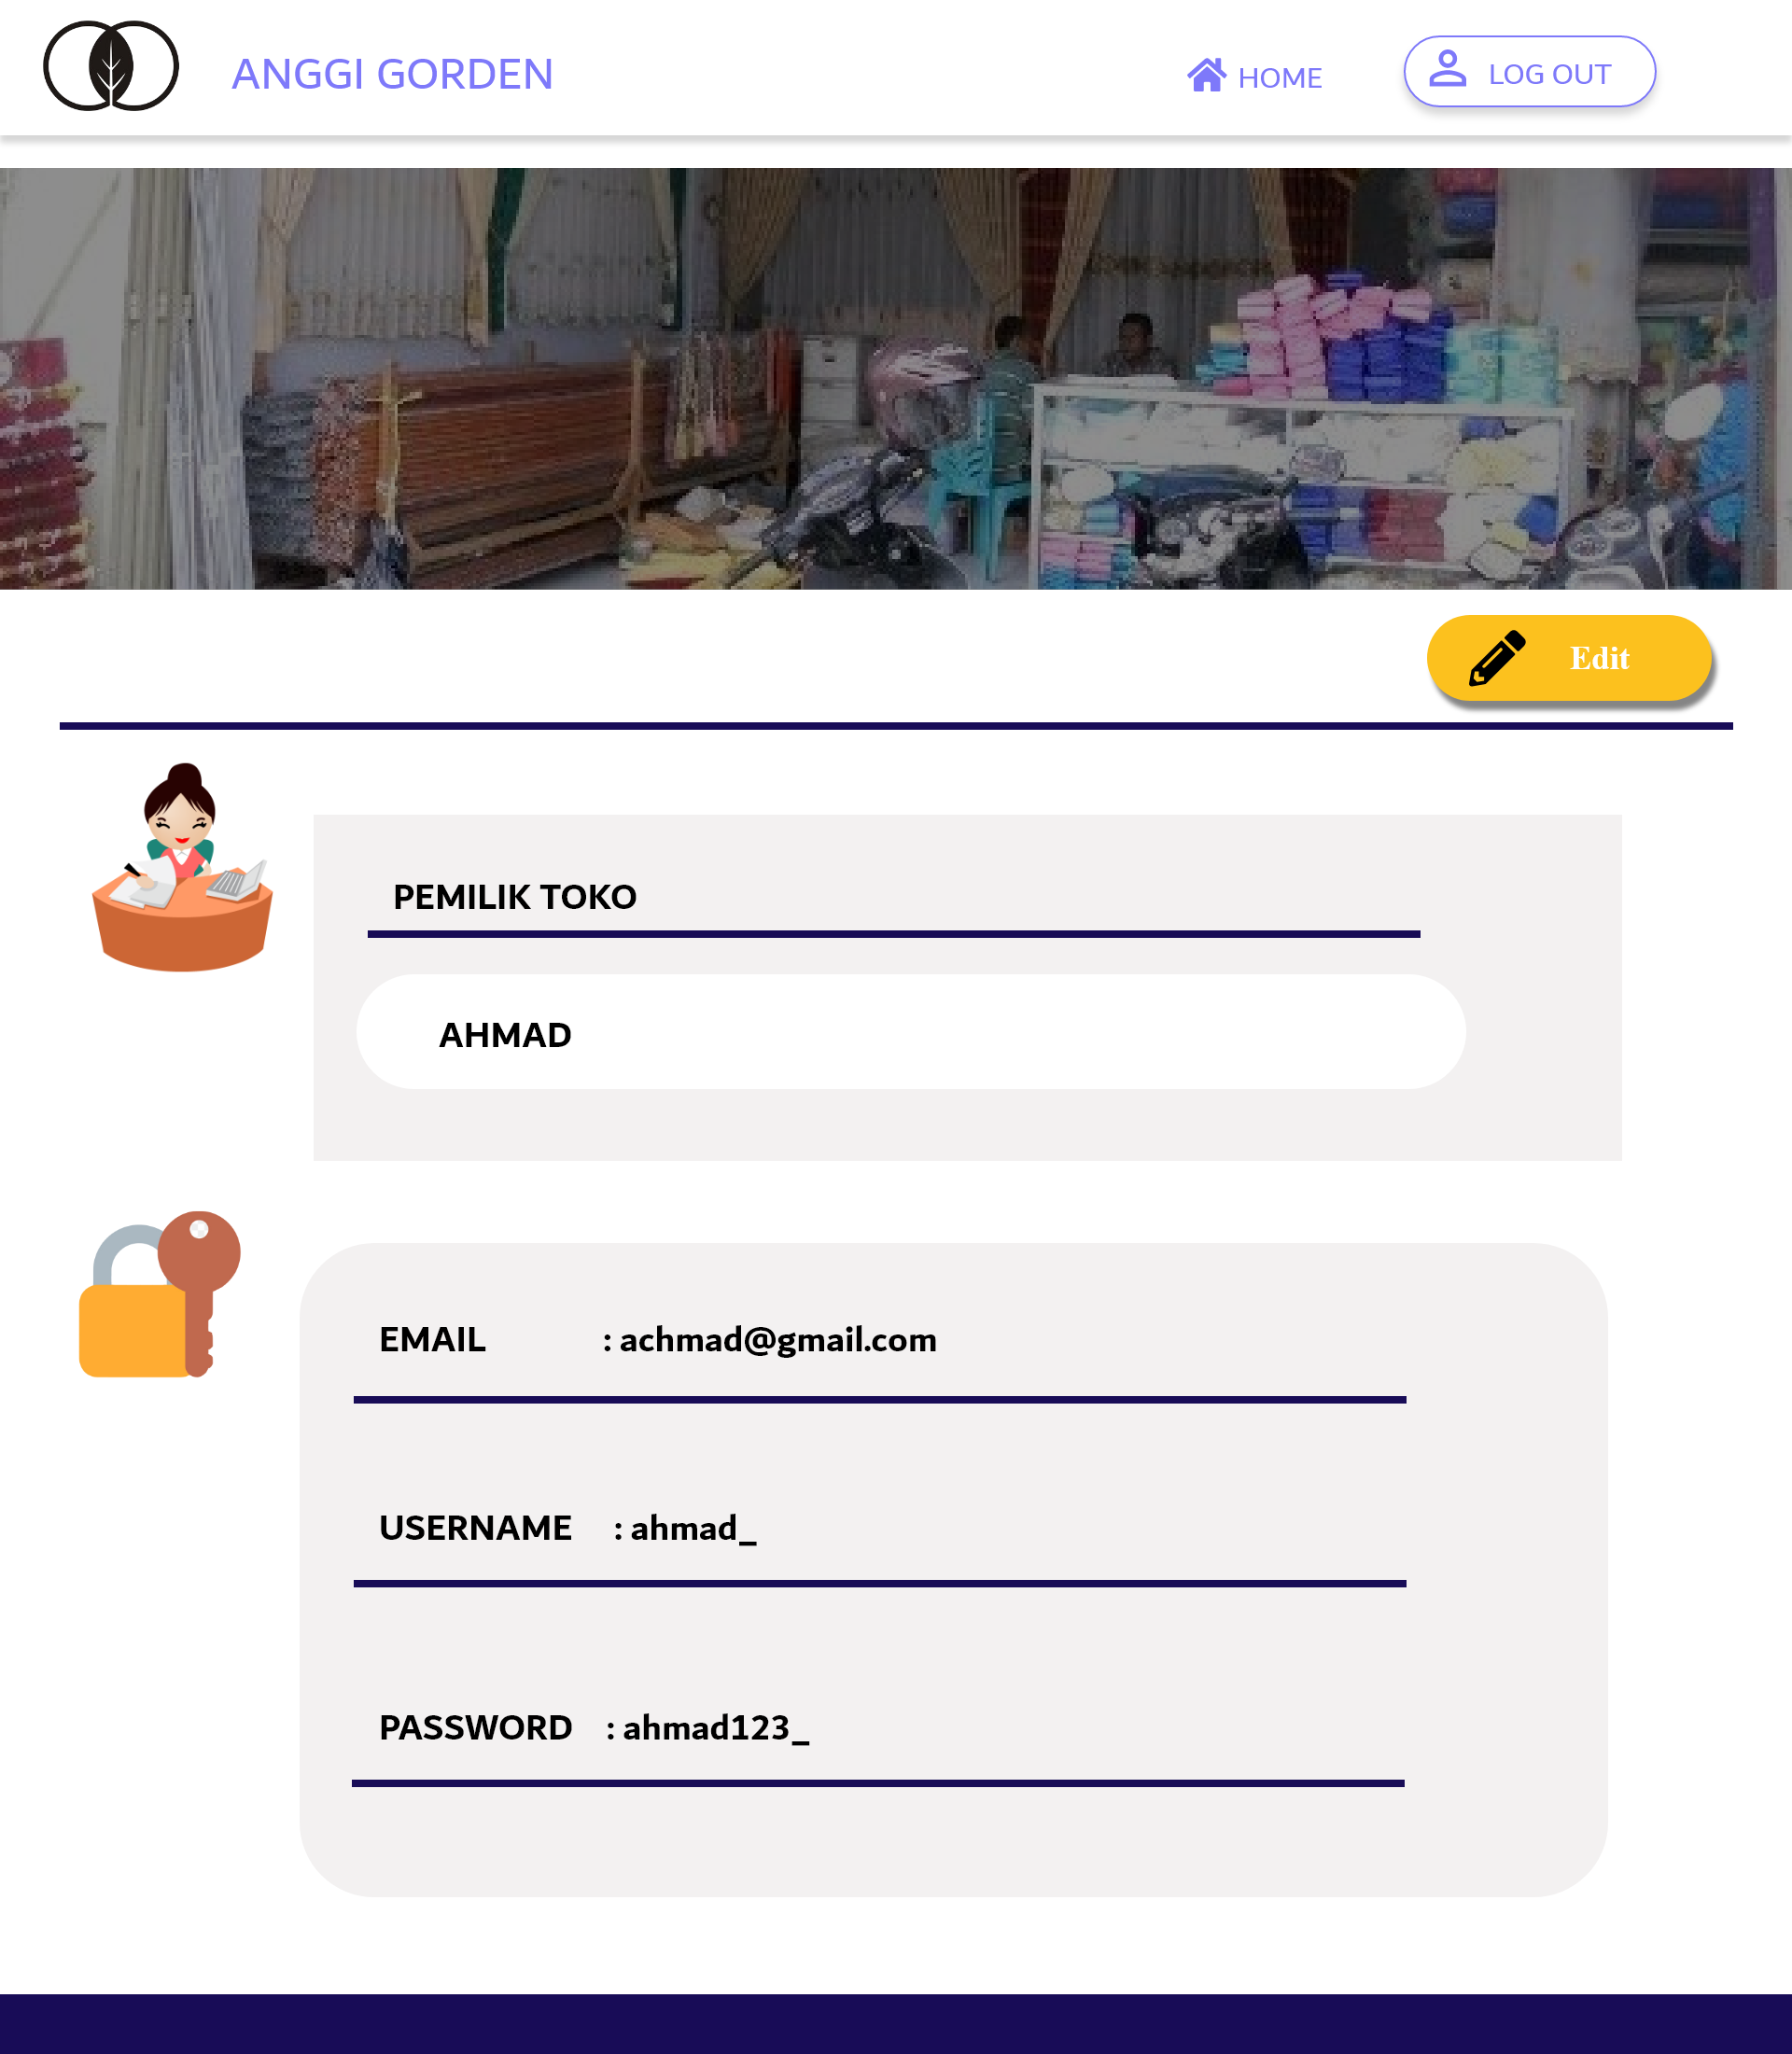 ANGGI GORDEN
HOME
LOG OUT
Edit
PEMILIK TOKO
AHMAD
EMAIL : achmad@gmail.com
USERNAME : ahmad_
PASSWORD : ahmad123_